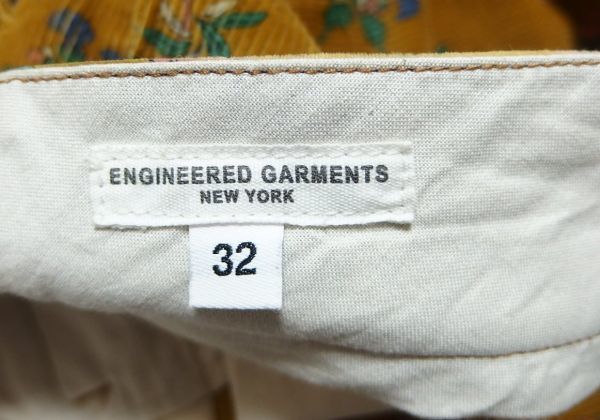 ENGINEERED GARMENTS
NEW YORK
32